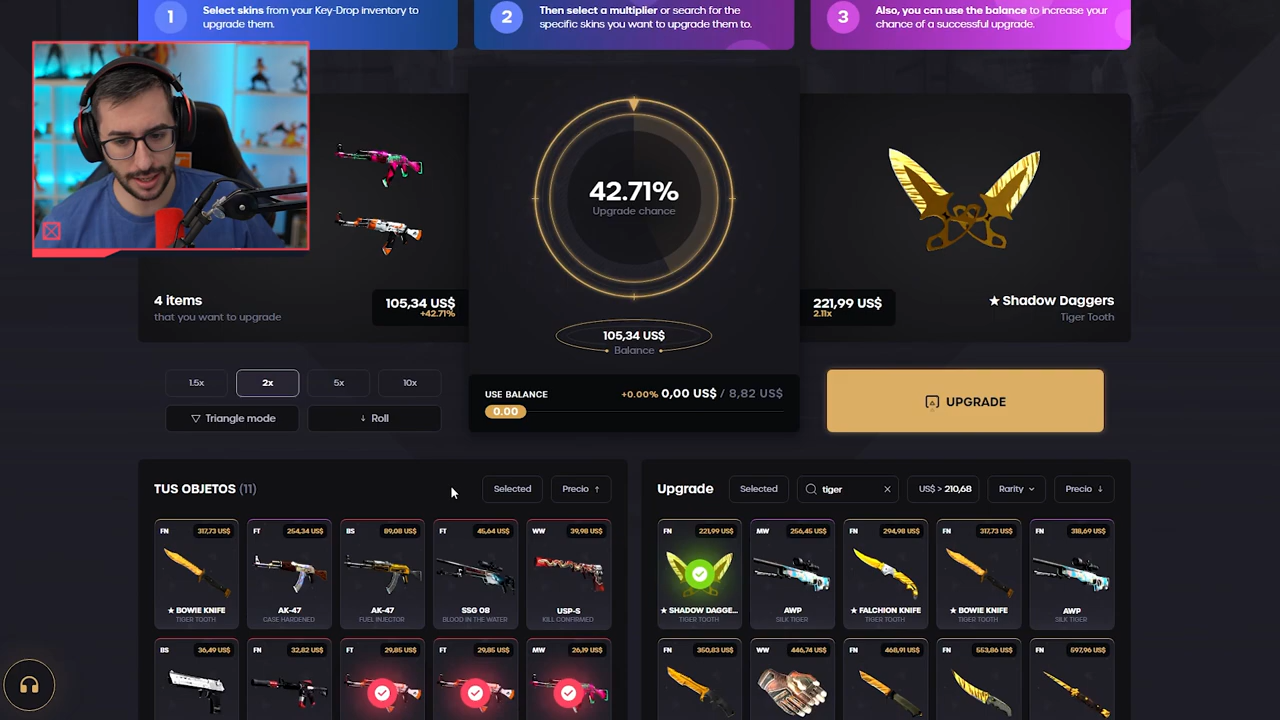 1
Select skins from your Key-Drop inventory to
upgrade them.
2
Then select a multiplier or search for the
specific skins you want to upgrade them to.
3
Also, you can use the balance to increase your
chance of a successful upgrade.
42.71%
Upgrade chance
4 items
that you want to upgrade
105,34 US$
+42.71%
105,34 US$
Balance
221,99 US$
2.11x
★ Shadow Daggers
Tiger Tooth
1.5x
2x
5x
10x
▽ Triangle mode
↓ Roll
USE BALANCE
+0.00% 0,00 US$ / 8,82 US$
0.00
UPGRADE
TUS OBJETOS (11)
Selected
Precio ↑
FN 317,73 US$
★ BOWIE KNIFE
TIGER TOOTH
FT 254,34 US$
AK-47
CASE HARDENED
BS 89,08 US$
AK-47
FUEL INJECTOR
FT 45,64 US$
SSG 08
BLOOD IN THE WATER
WW 39,98 US$
USP-S
KILL CONFIRMED
BS 36,49 US$
FN 32,82 US$
FT 29,85 US$
FT 29,85 US$
MW 26,19 US$
Upgrade
Selected
tiger
US$ > 210,68
Rarity
Precio ↓
FN 221,99 US$
★ SHADOW DAGGE...
TIGER TOOTH
MW 256,45 US$
AWP
SILK TIGER
FN 294,98 US$
★ FALCHION KNIFE
TIGER TOOTH
FN 317,73 US$
★ BOWIE KNIFE
TIGER TOOTH
FN 318,69 US$
AWP
SILK TIGER
FN 350,83 US$
WW 446,74 US$
FN 468,91 US$
FN 553,86 US$
FN 597,96 US$